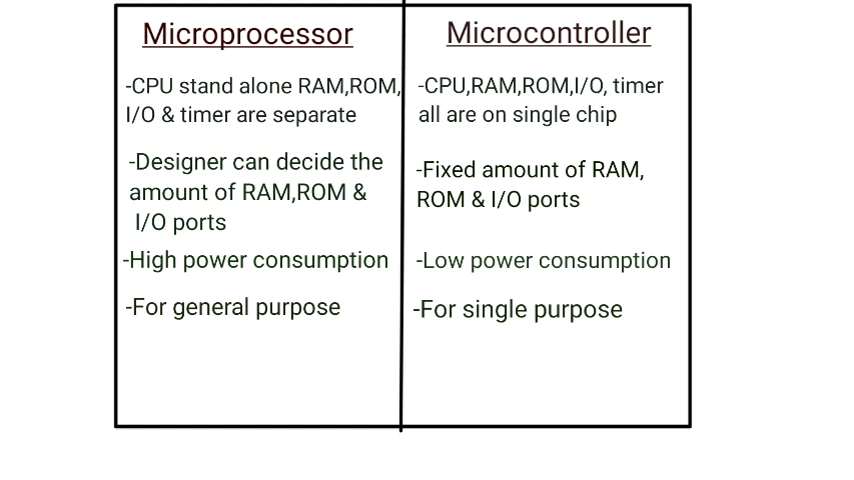 Microprocessor
-CPU stand alone RAM,ROM,
I/O & timer are separate
-Designer can decide the
amount of RAM,ROM &
I/O ports
-High power consumption
-For general purpose
Microcontroller
-CPU,RAM,ROM,I/O, timer
all are on single chip
-Fixed amount of RAM,
ROM & I/O ports
-Low power consumption
-For single purpose